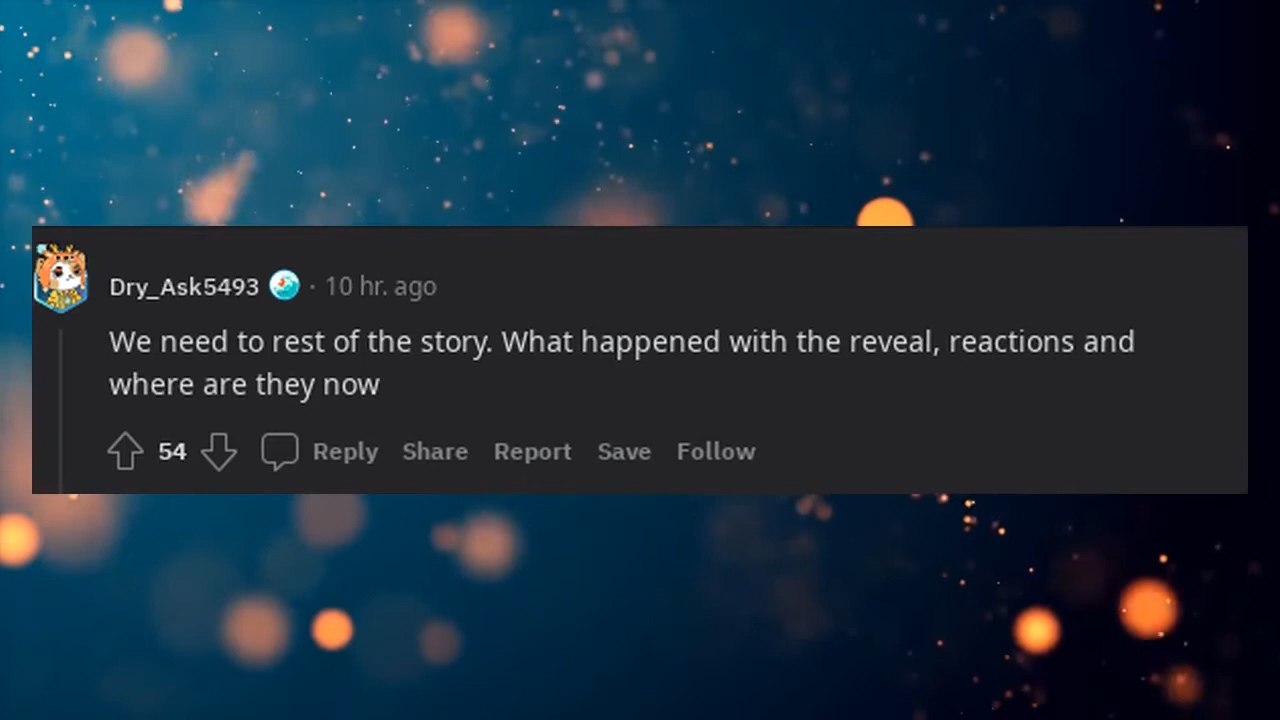 Dry_Ask5493 · 10 hr. ago
We need to rest of the story. What happened with the reveal, reactions and
where are they now
54 Reply Share Report Save Follow